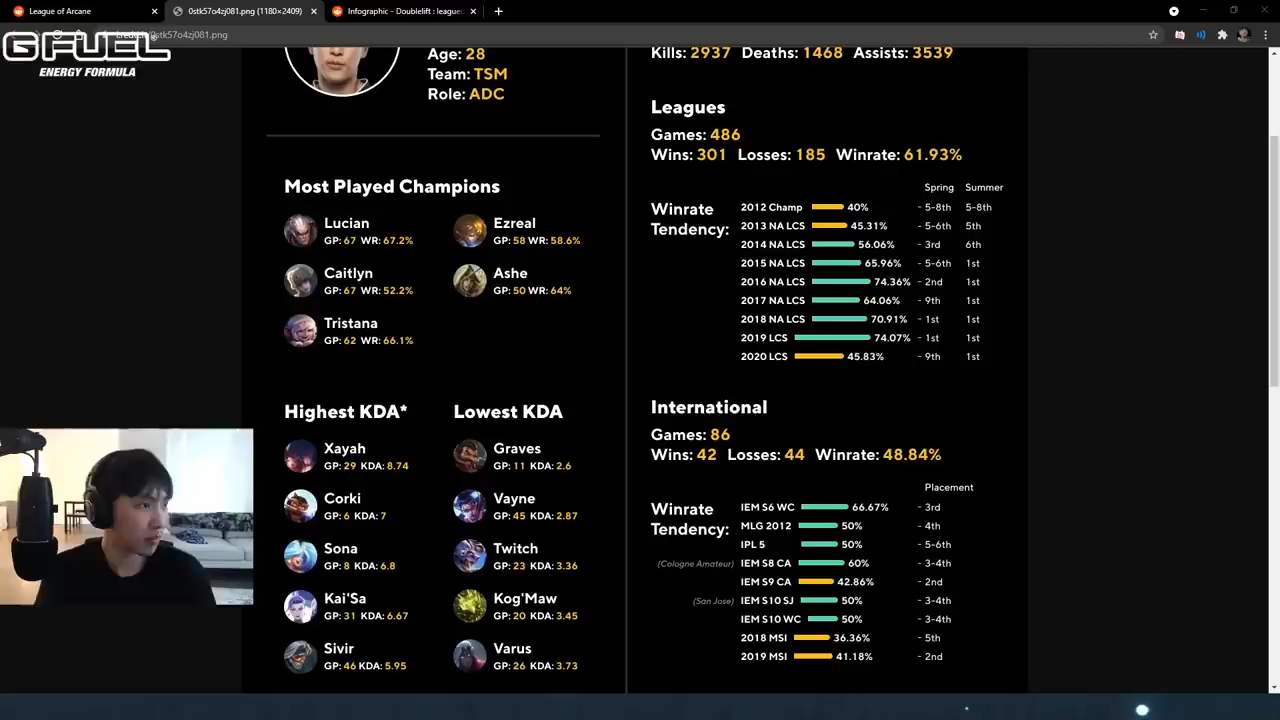 League of Arcane
0stk57o4zj081.png (1180×2409)
Infographic - Doublelift : league
0stk57o4zj081.png
G FUEL
ENERGY FORMULA
Age: 28
Team: TSM
Role: ADC
Most Played Champions
Lucian
GP: 67 WR: 67.2%
Ezreal
GP: 58 WR: 58.6%
Caitlyn
GP: 67 WR: 52.2%
Ashe
GP: 50 WR: 64%
Tristana
GP: 62 WR: 66.1%
Highest KDA*
Xayah
GP: 29 KDA: 8.74
Corki
GP: 6 KDA: 7
Sona
GP: 8 KDA: 6.8
Kai'Sa
GP: 31 KDA: 6.67
Sivir
GP: 46 KDA: 5.95
Lowest KDA
Graves
GP: 11 KDA: 2.6
Vayne
GP: 45 KDA: 2.87
Twitch
GP: 23 KDA: 3.36
Kog'Maw
GP: 20 KDA: 3.45
Varus
GP: 26 KDA: 3.73
Kills: 2937 Deaths: 1468 Assists: 3539
Leagues
Games: 486
Wins: 301 Losses: 185 Winrate: 61.93%
Spring Summer
Winrate
Tendency:
2012 Champ 40% - 5-8th 5-8th
2013 NA LCS 45.31% - 5-6th 5th
2014 NA LCS 56.06% - 3rd 6th
2015 NA LCS 65.96% - 5-6th 1st
2016 NA LCS 74.36% - 2nd 1st
2017 NA LCS 64.06% - 9th 1st
2018 NA LCS 70.91% - 1st 1st
2019 LCS 74.07% - 1st 1st
2020 LCS 45.83% - 9th 1st
International
Games: 86
Wins: 42 Losses: 44 Winrate: 48.84%
Placement
Winrate
Tendency:
IEM S6 WC 66.67% - 3rd
MLG 2012 50% - 4th
IPL 5 50% - 5-6th
(Cologne Amateur) IEM S8 CA 60% - 3-4th
IEM S9 CA 42.86% - 2nd
(San Jose) IEM S10 SJ 50% - 3-4th
IEM S10 WC 50% - 3-4th
2018 MSI 36.36% - 5th
2019 MSI 41.18% - 2nd